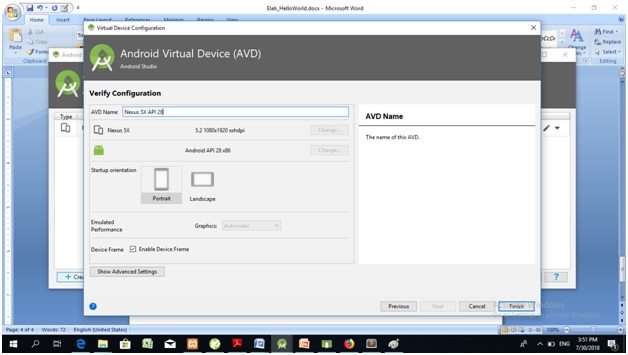 Elab_HelloWorld.docx - Microsoft Word
Home Insert Page Layout References Mailings Review View
Cut
Copy
Paste
Clipboard
Find
Replace
Select
Change
Editing
Virtual Device Configuration
Android Virtual Device (AVD)
Android Studio
Type
Verify Configuration
AVD Name Nexus 5X API 28
Nexus 5X 5.2 1080x1920 xxhdpi Change...
Android API 28 x86 Change...
Startup orientation
Portrait
Landscape
Emulated
Performance
Graphics: Automatic
Device Frame Enable Device Frame
Show Advanced Settings
AVD Name
The name of this AVD.
?
Previous Next Cancel Finish
Page: 4 of 4 Words: 72 English (United States)
100%
ENG
3:51 PM
7/30/2018